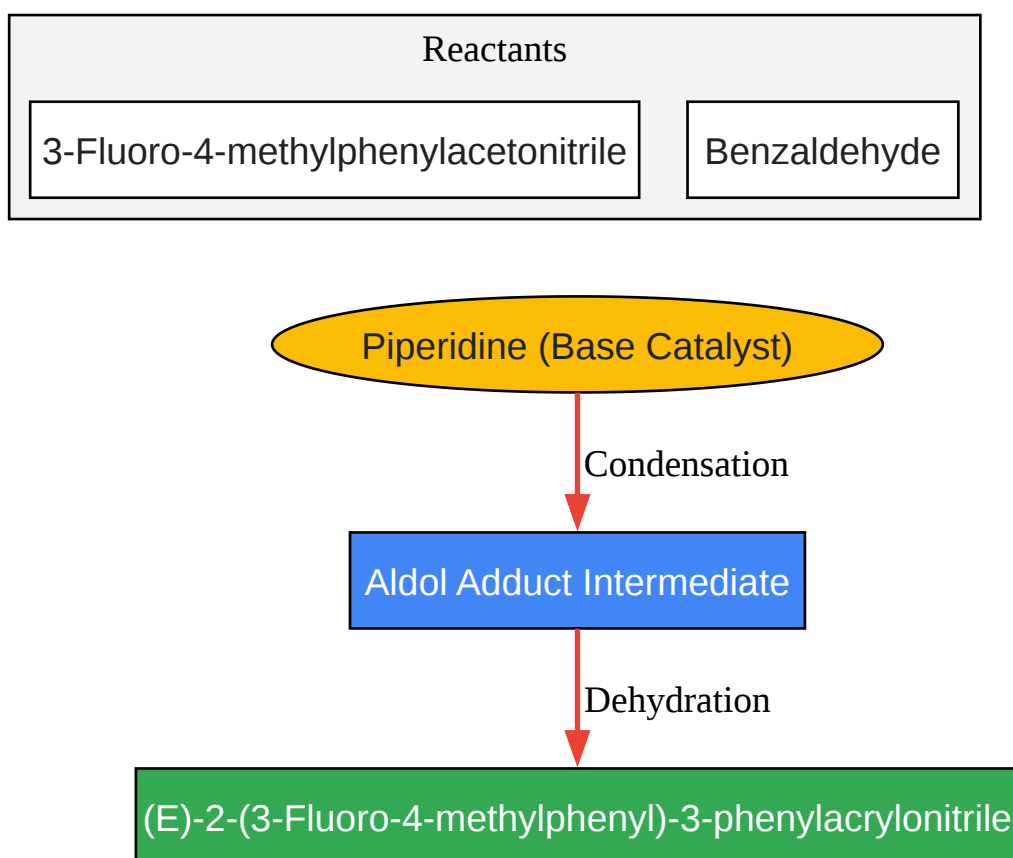 Reactants
3-Fluoro-4-methylphenylacetonitrile
Benzaldehyde
Piperidine (Base Catalyst)
Condensation
Aldol Adduct Intermediate
Dehydration
(E)-2-(3-Fluoro-4-methylphenyl)-3-phenylacrylonitrile